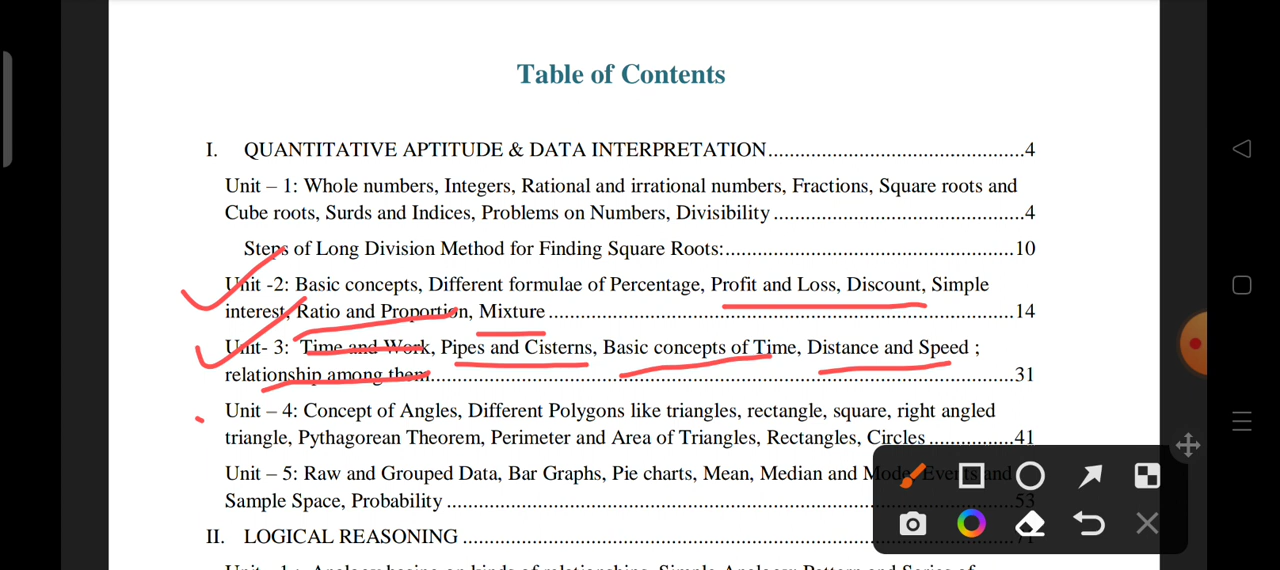 Table of Contents
I. QUANTITATIVE APTITUDE & DATA INTERPRETATION................................................4
Unit – 1: Whole numbers, Integers, Rational and irrational numbers, Fractions, Square roots and
Cube roots, Surds and Indices, Problems on Numbers, Divisibility..............................................4
Steps of Long Division Method for Finding Square Roots:......................................................10
Unit -2: Basic concepts, Different formulae of Percentage, Profit and Loss, Discount, Simple
interest, Ratio and Proportion, Mixture........................................................................................14
Unit- 3: Time and Work, Pipes and Cisterns, Basic concepts of Time, Distance and Speed ;
relationship among them..............................................................................................................31
Unit – 4: Concept of Angles, Different Polygons like triangles, rectangle, square, right angled
triangle, Pythagorean Theorem, Perimeter and Area of Triangles, Rectangles, Circles................41
Unit – 5: Raw and Grouped Data, Bar Graphs, Pie charts, Mean, Median and Mode, Events and
Sample Space, Probability............................................................................................................53
II. LOGICAL REASONING